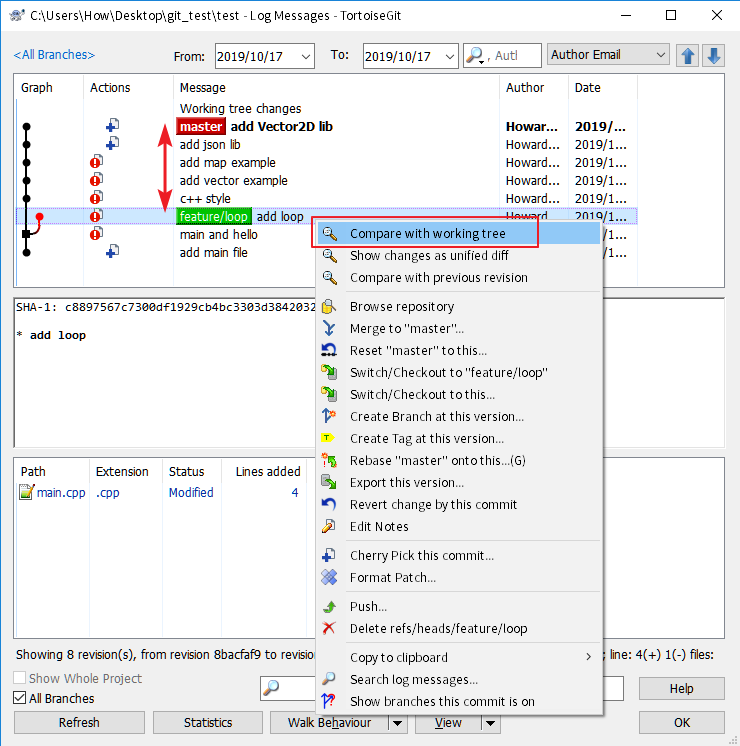 C:\Users\How\Desktop\git_test\test - Log Messages - TortoiseGit
<All Branches>
From: 2019/10/17
To: 2019/10/17
, Autl
Author Email
Graph Actions Message Author Date
Working tree changes
master add Vector2D lib Howar... 2019/...
add json lib Howard... 2019/1...
add map example Howard... 2019/1...
add vector example Howard... 2019/1...
c++ style Howard... 2019/1...
feature/loop add loop Howard... 2019/1...
main and hello
add main file
SHA-1: c8897567c7300df1929cb4bc3303d3842032
* add loop
Compare with working tree
Show changes as unified diff
Compare with previous revision
Browse repository
Merge to "master"...
Reset "master" to this...
Switch/Checkout to "feature/loop"
Switch/Checkout to this...
Create Branch at this version...
Create Tag at this version...
Rebase "master" onto this...(G)
Export this version...
Revert change by this commit
Edit Notes
Cherry Pick this commit...
Format Patch...
Push...
Delete refs/heads/feature/loop
Copy to clipboard
Search log messages...
Show branches this commit is on
Path Extension Status Lines added
main.cpp .cpp Modified 4
Showing 8 revision(s), from revision 8bacfaf9 to revisio
; line: 4(+) 1(-) files:
Show Whole Project
All Branches
Help
Refresh Statistics Walk Behaviour View OK